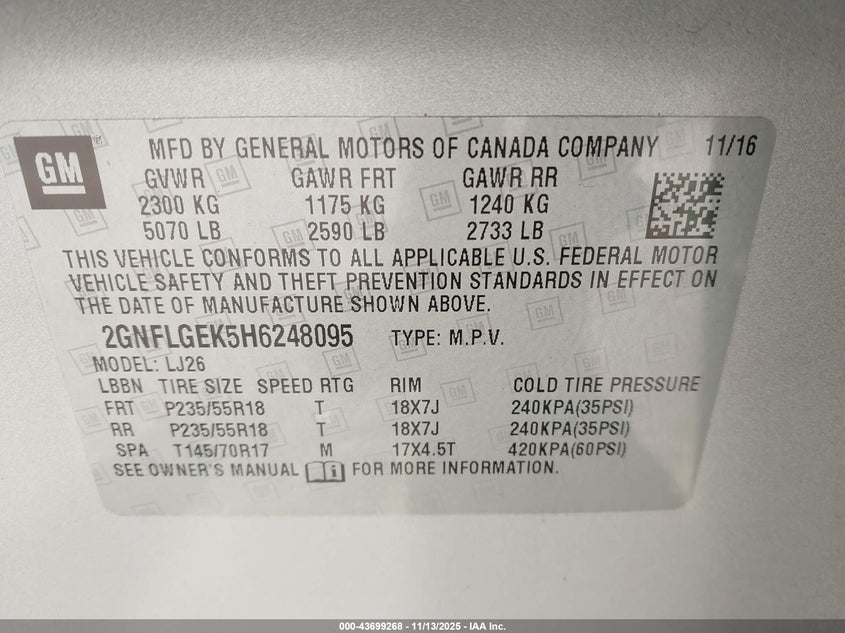 GM
MFD BY GENERAL MOTORS OF CANADA COMPANY 11/16
GVWR GAWR FRT GAWR RR
2300 KG 1175 KG 1240 KG
5070 LB 2590 LB 2733 LB
THIS VEHICLE CONFORMS TO ALL APPLICABLE U.S. FEDERAL MOTOR
VEHICLE SAFETY AND THEFT PREVENTION STANDARDS IN EFFECT ON
THE DATE OF MANUFACTURE SHOWN ABOVE.
2GNFLGEK5H6248095 TYPE: M.P.V.
MODEL: LJ26
LBBN TIRE SIZE SPEED RTG RIM COLD TIRE PRESSURE
FRT P235/55R18 T 18X7J 240KPA(35PSI)
RR P235/55R18 T 18X7J 240KPA(35PSI)
SPA T145/70R17 M 17X4.5T 420KPA(60PSI)
SEE OWNER'S MANUAL FOR MORE INFORMATION.
000-43699268 - 11/13/2025 - IAA Inc.